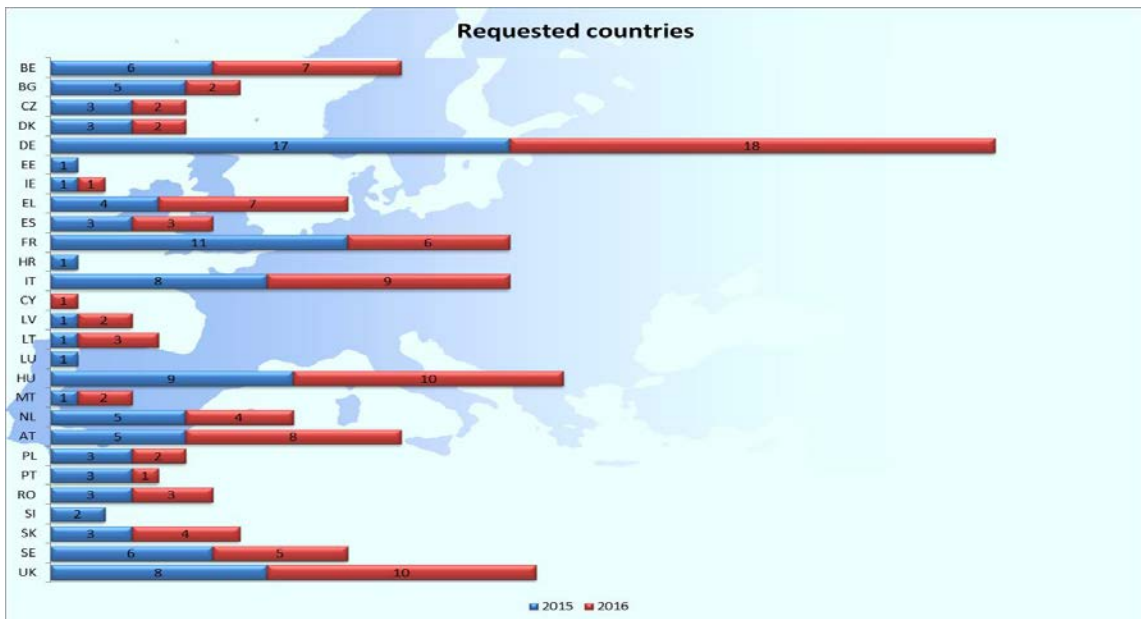 Requested countries
BE 6 7
BG 5 2
CZ 3 2
DK 3 2
DE 17 18
EE 1
IE 1 1
EL 4 7
ES 3 3
FR 11 6
HR 1
IT 8 9
CY 1
LV 1 2
LT 1 3
LU 1
HU 9 10
MT 1 2
NL 5 4
AT 5 8
PL 3 2
PT 3 1
RO 3 3
SI 2
SK 3 4
SE 6 5
UK 8 10
2015 2016